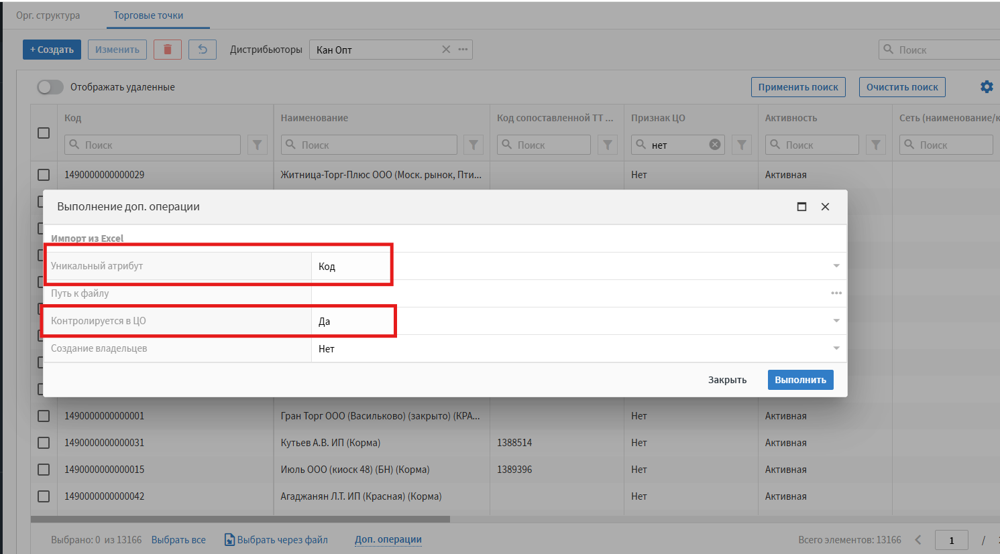 Орг. структура Торговые точки
+ Создать Изменить Дистрибьюторы Кан Опт Поиск
Отображать удаленные Применить поиск Очистить поиск
Код Наименование Код сопоставленной ТТ ... Признак ЦО Активность Сеть (наименование/к
Поиск Поиск Поиск нет Поиск Поиск
1490000000000029 Житница-Торг-Плюс ООО (Моск. рынок, Пти... Нет Активная
Выполнение доп. операции
Импорт из Excel
Уникальный атрибут Код
Путь к файлу
Контролируется в ЦО Да
Создание владельцев Нет
Закрыть Выполнить
1490000000000001 Гран Торг ООО (Васильково) (закрыто) (КРА... Нет Активная
1490000000000031 Кутьев А.В. ИП (Корма) 1388514 Нет Активная
1490000000000015 Июль ООО (киоск 48) (БН) (Корма) 1389396 Нет Активная
1490000000000042 Агаджанян Л.Т. ИП (Красная) (Корма) Нет Активная
Выбрано: 0 из 13166 Выбрать все Выбрать через файл Доп. операции Всего элементов: 13166 1 /